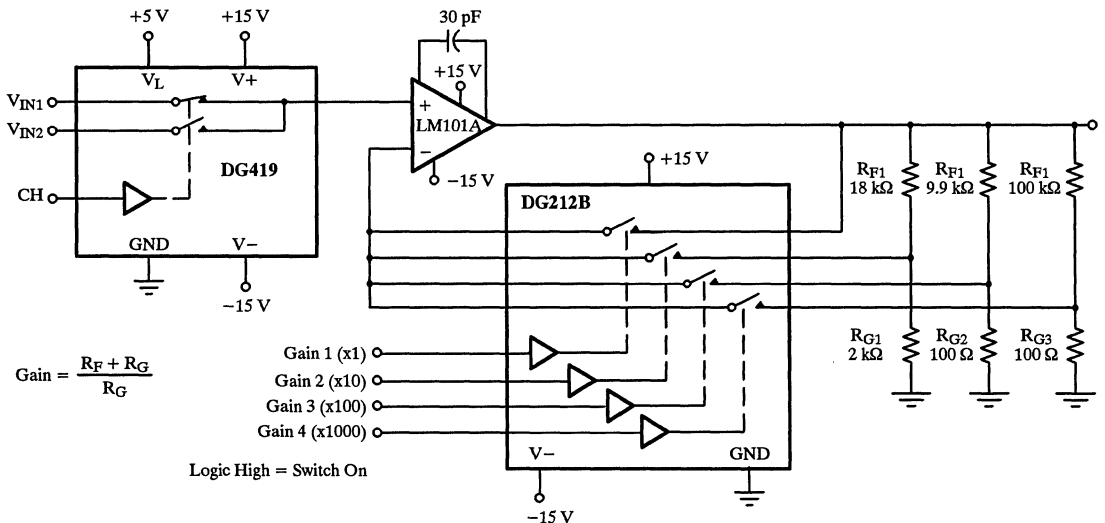 +5 V
+15 V
30 pF
V_L
V+
+15 V
V_IN1
V_IN2
+
LM101A
−
DG419
CH
−15 V
+15 V
GND
V−
−15 V
DG212B
R_F1
18 kΩ
R_F1
9.9 kΩ
R_F1
100 kΩ
Gain = R_F + R_G
R_G
Gain 1 (x1)
Gain 2 (x10)
Gain 3 (x100)
Gain 4 (x1000)
R_G1
2 kΩ
R_G2
100 Ω
R_G3
100 Ω
Logic High = Switch On
V−
GND
−15 V